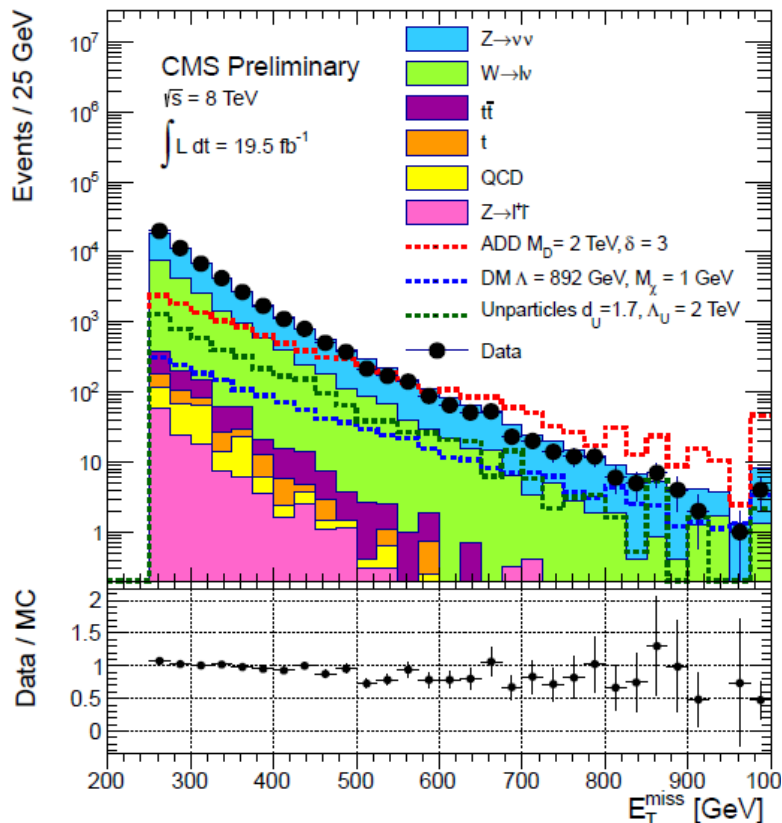 Events / 25 GeV
10⁷
10⁶
10⁵
10⁴
10³
10²
10
1
CMS Preliminary
√s = 8 TeV
∫ L dt = 19.5 fb⁻¹
Z→νν
W→lν
tt̄
t
QCD
Z→l⁺l⁻
ADD M_D= 2 TeV, δ = 3
DM Λ = 892 GeV, M_χ = 1 GeV
Unparticles d_U=1.7, Λ_U = 2 TeV
Data
Data / MC
2
1.5
1
0.5
0
200 300 400 500 600 700 800 900 100
E_T^miss [GeV]